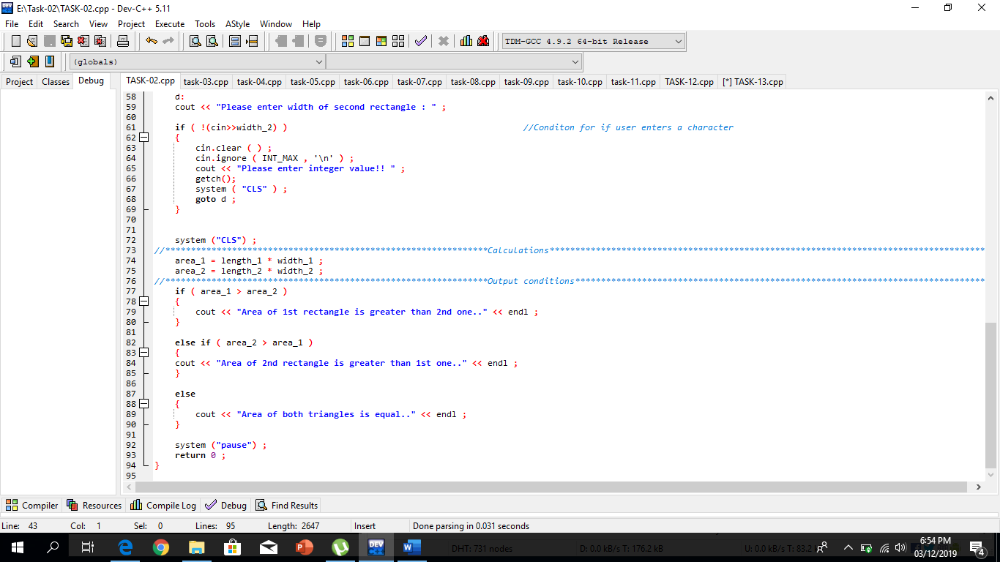 E:\Task-02\TASK-02.cpp - Dev-C++ 5.11
File Edit Search View Project Execute Tools AStyle Window Help
TDM-GCC 4.9.2 64-bit Release
(globals)
Project Classes Debug TASK-02.cpp task-03.cpp task-04.cpp task-05.cpp task-06.cpp task-07.cpp task-08.cpp task-09.cpp task-10.cpp task-11.cpp TASK-12.cpp [*] TASK-13.cpp
58 d:
59 cout << "Please enter width of second rectangle : " ;
60
61 if ( !(cin>>width_2) ) //Conditon for if user enters a character
62 {
63 cin.clear ( ) ;
64 cin.ignore ( INT_MAX , '\n' ) ;
65 cout << "Please enter integer value!! " ;
66 getch();
67 system ( "CLS" ) ;
68 goto d ;
69 }
70
71
72 system ("CLS") ;
73 //***************************************************************Calculations*************************************************************************************
74 area_1 = length_1 * width_1 ;
75 area_2 = length_2 * width_2 ;
76 //***************************************************************Output conditions********************************************************************************
77 if ( area_1 > area_2 )
78 {
79 cout << "Area of 1st rectangle is greater than 2nd one.." << endl ;
80 }
81
82 else if ( area_2 > area_1 )
83 {
84 cout << "Area of 2nd rectangle is greater than 1st one.." << endl ;
85 }
86
87 else
88 {
89 cout << "Area of both triangles is equal.." << endl ;
90 }
91
92 system ("pause") ;
93 return 0 ;
94 }
95
Compiler Resources Compile Log Debug Find Results
Line: 43 Col: 1 Sel: 0 Lines: 95 Length: 2647 Insert Done parsing in 0.031 seconds
DHT: 731 nodes D: 0.0 kB/s T: 176.2 kB U: 0.0 kB/s T: 83.2
6:54 PM
03/12/2019
4